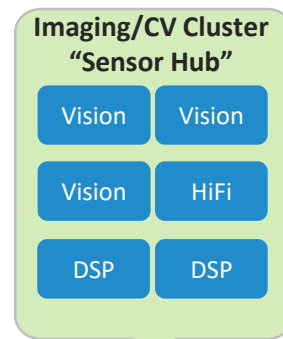 Imaging/CV Cluster
“Sensor Hub”
Vision Vision
Vision HiFi
DSP DSP